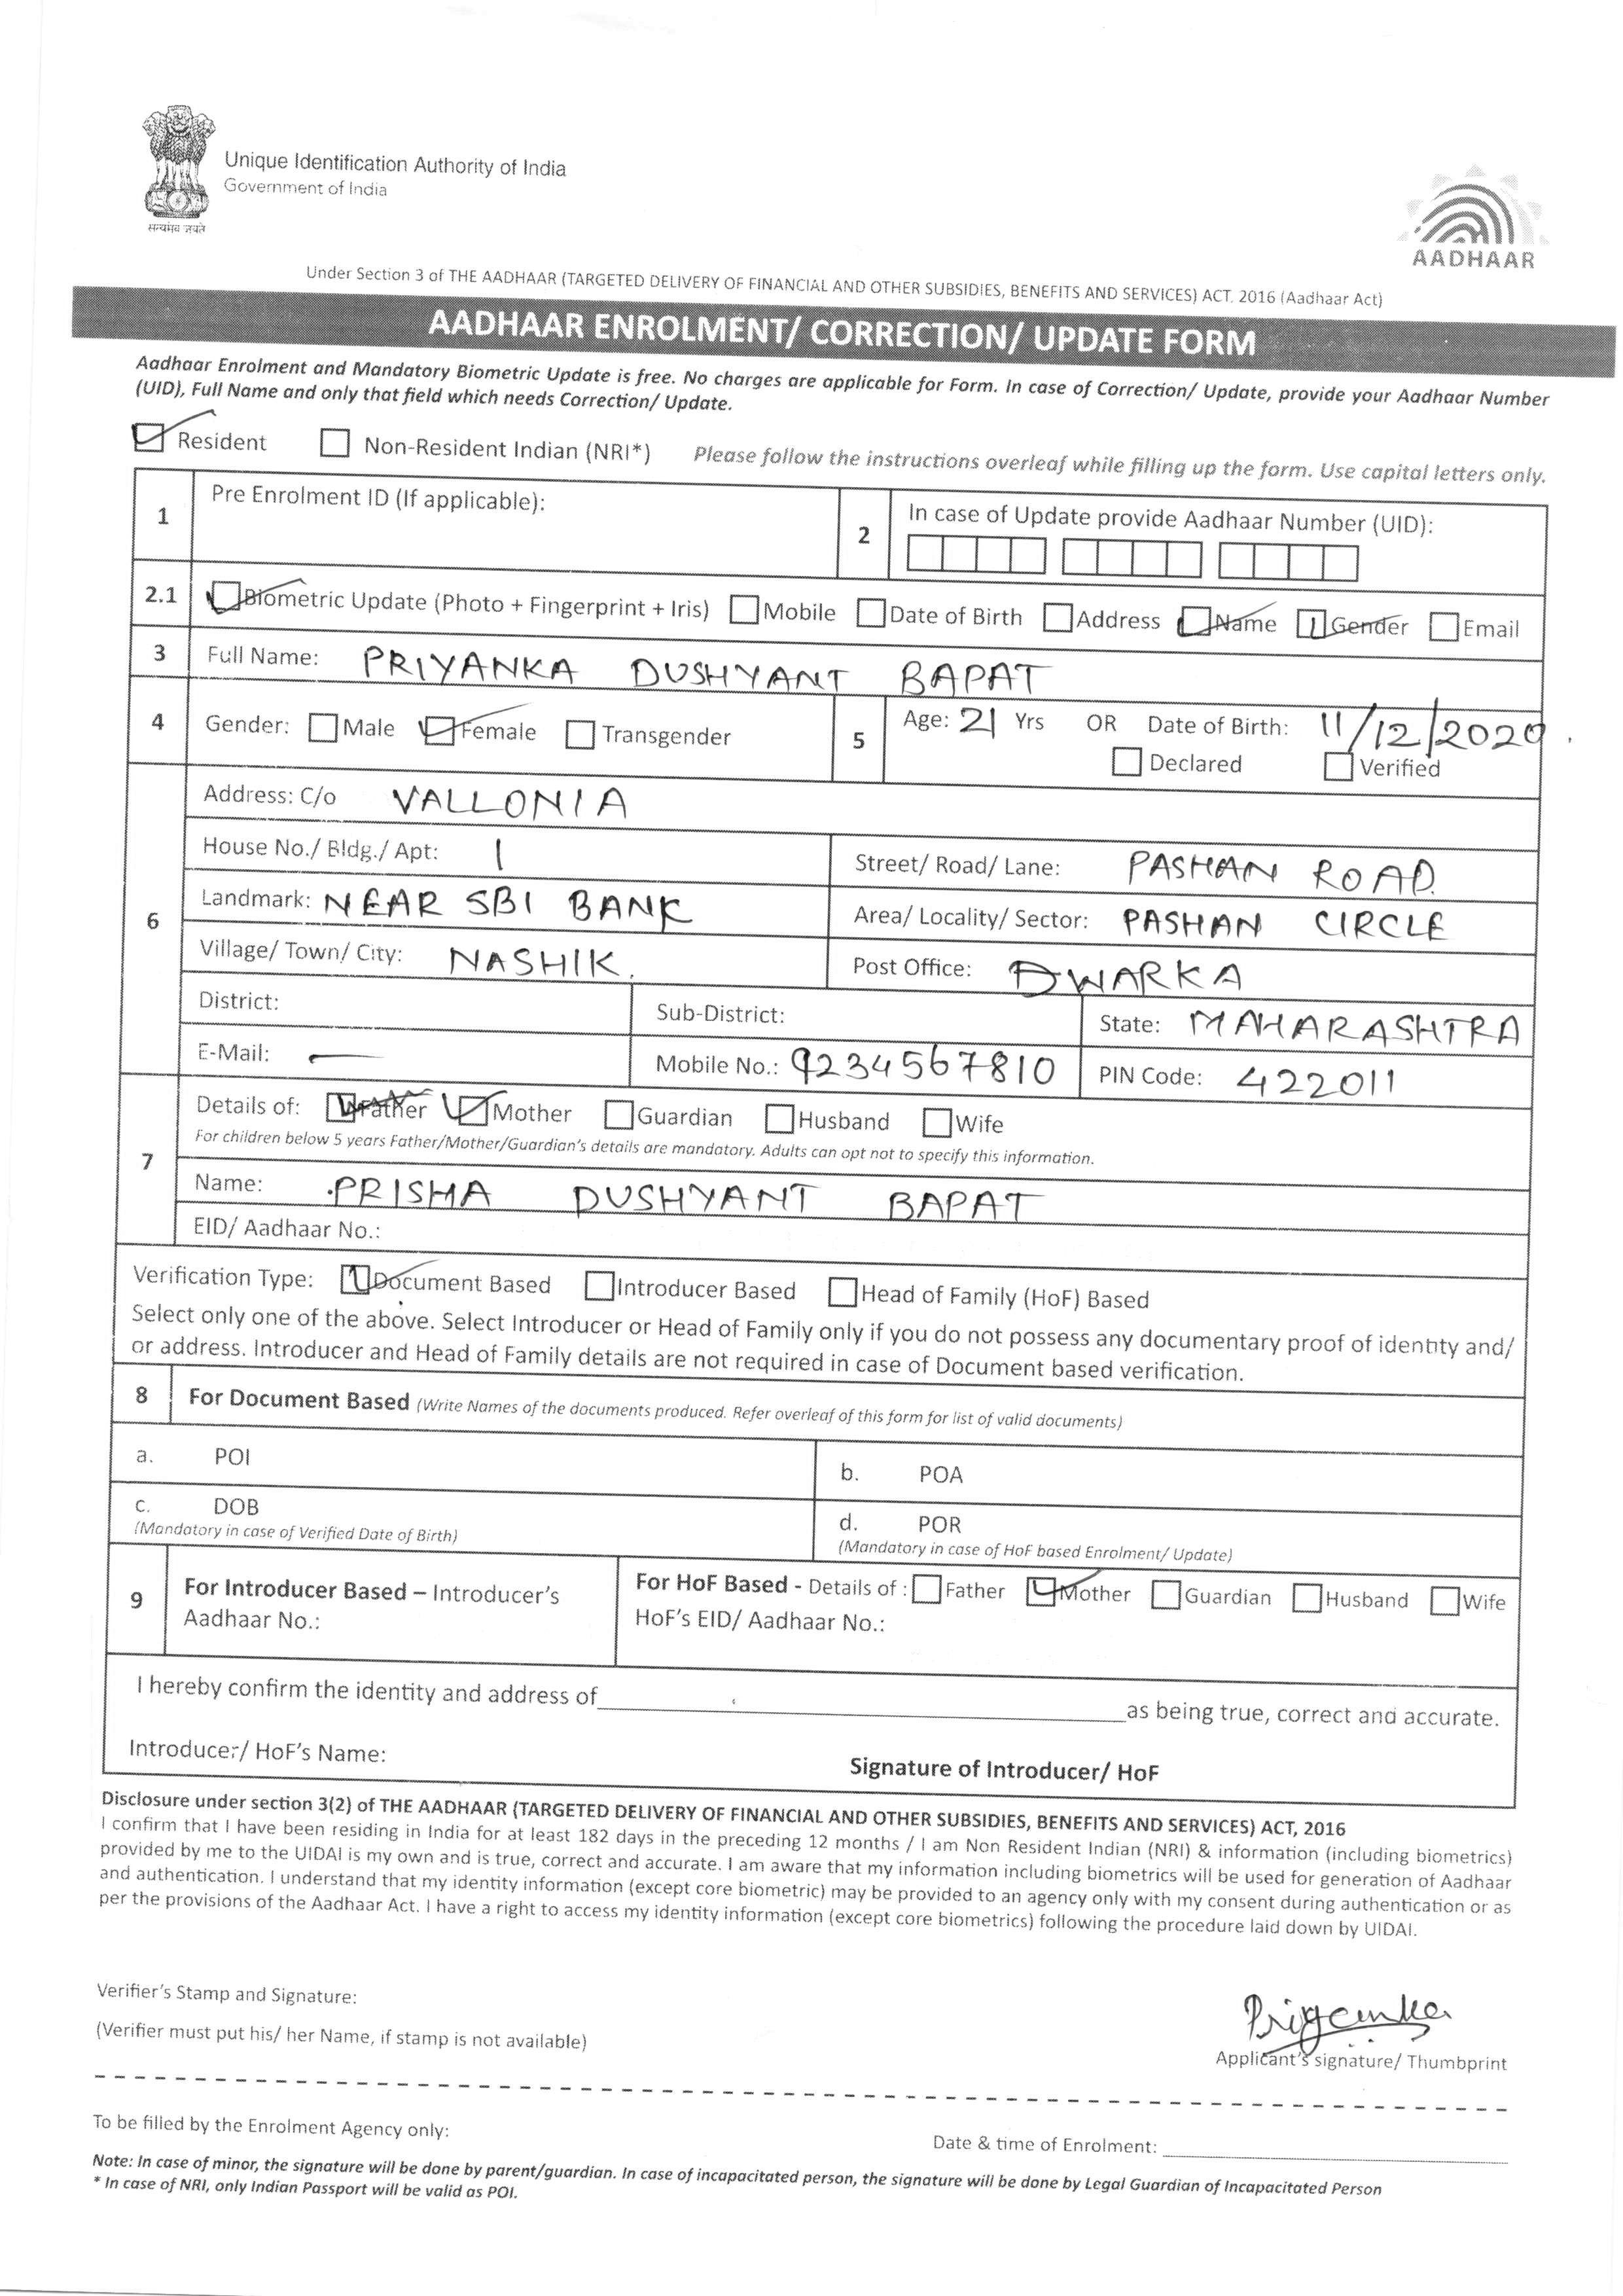 Unique Identification Authority of India
Government of India
सत्यमेव जयते
AADHAAR
Under Section 3 of THE AADHAAR (TARGETED DELIVERY OF FINANCIAL AND OTHER SUBSIDIES, BENEFITS AND SERVICES) ACT. 2016 (Aadhaar Act)
AADHAAR ENROLMENT/ CORRECTION/ UPDATE FORM
Aadhaar Enrolment and Mandatory Biometric Update is free. No charges are applicable for Form. In case of Correction/ Update, provide your Aadhaar Number
(UID), Full Name and only that field which needs Correction/ Update.
Resident Non-Resident Indian (NRI*) Please follow the instructions overleaf while filling up the form. Use capital letters only.
1 Pre Enrolment ID (If applicable): 2 In case of Update provide Aadhaar Number (UID):
2.1 Biometric Update (Photo + Fingerprint + Iris) Mobile Date of Birth Address Name Gender Email
3 Full Name: PRIYANKA DUSHYANT BAPAT
4 Gender: Male Female Transgender 5 Age: 21 Yrs OR Date of Birth: 11/12/2020
Declared Verified
6 Address: C/o VALLONIA
House No./ Bldg./ Apt: 1 Street/ Road/ Lane: PASHAN ROAD.
Landmark: NEAR SBI BANK Area/ Locality/ Sector: PASHAN CIRCLE
Village/ Town/ City: NASHIK. Post Office: DWARKA
District: Sub-District: State: MAHARASHTRA
E-Mail: — Mobile No.: 9234567810 PIN Code: 422011
7 Details of: Father Mother Guardian Husband Wife
For children below 5 years Father/Mother/Guardian's details are mandatory. Adults can opt not to specify this information.
Name: PRISHA DUSHYANT BAPAT
EID/ Aadhaar No.:
Verification Type: Document Based Introducer Based Head of Family (HoF) Based
Select only one of the above. Select Introducer or Head of Family only if you do not possess any documentary proof of identity and/
or address. Introducer and Head of Family details are not required in case of Document based verification.
8 For Document Based (Write Names of the documents produced. Refer overleaf of this form for list of valid documents)
a. POI b. POA
c. DOB d. POR
(Mandatory in case of Verified Date of Birth) (Mandatory in case of HoF based Enrolment/ Update)
9 For Introducer Based – Introducer's For HoF Based - Details of : Father Mother Guardian Husband Wife
Aadhaar No.: HoF's EID/ Aadhaar No.:
I hereby confirm the identity and address of as being true, correct and accurate.
Introducer/ HoF's Name: Signature of Introducer/ HoF
Disclosure under section 3(2) of THE AADHAAR (TARGETED DELIVERY OF FINANCIAL AND OTHER SUBSIDIES, BENEFITS AND SERVICES) ACT, 2016
I confirm that I have been residing in India for at least 182 days in the preceding 12 months / I am Non Resident Indian (NRI) & information (including biometrics)
provided by me to the UIDAI is my own and is true, correct and accurate. I am aware that my information including biometrics will be used for generation of Aadhaar
and authentication. I understand that my identity information (except core biometric) may be provided to an agency only with my consent during authentication or as
per the provisions of the Aadhaar Act. I have a right to access my identity information (except core biometrics) following the procedure laid down by UIDAI.
Verifier's Stamp and Signature:
(Verifier must put his/ her Name, if stamp is not available)
Priyanka
Applicant's signature/ Thumbprint
To be filled by the Enrolment Agency only: Date & time of Enrolment:
Note: In case of minor, the signature will be done by parent/guardian. In case of incapacitated person, the signature will be done by Legal Guardian of Incapacitated Person
* In case of NRI, only Indian Passport will be valid as POI.